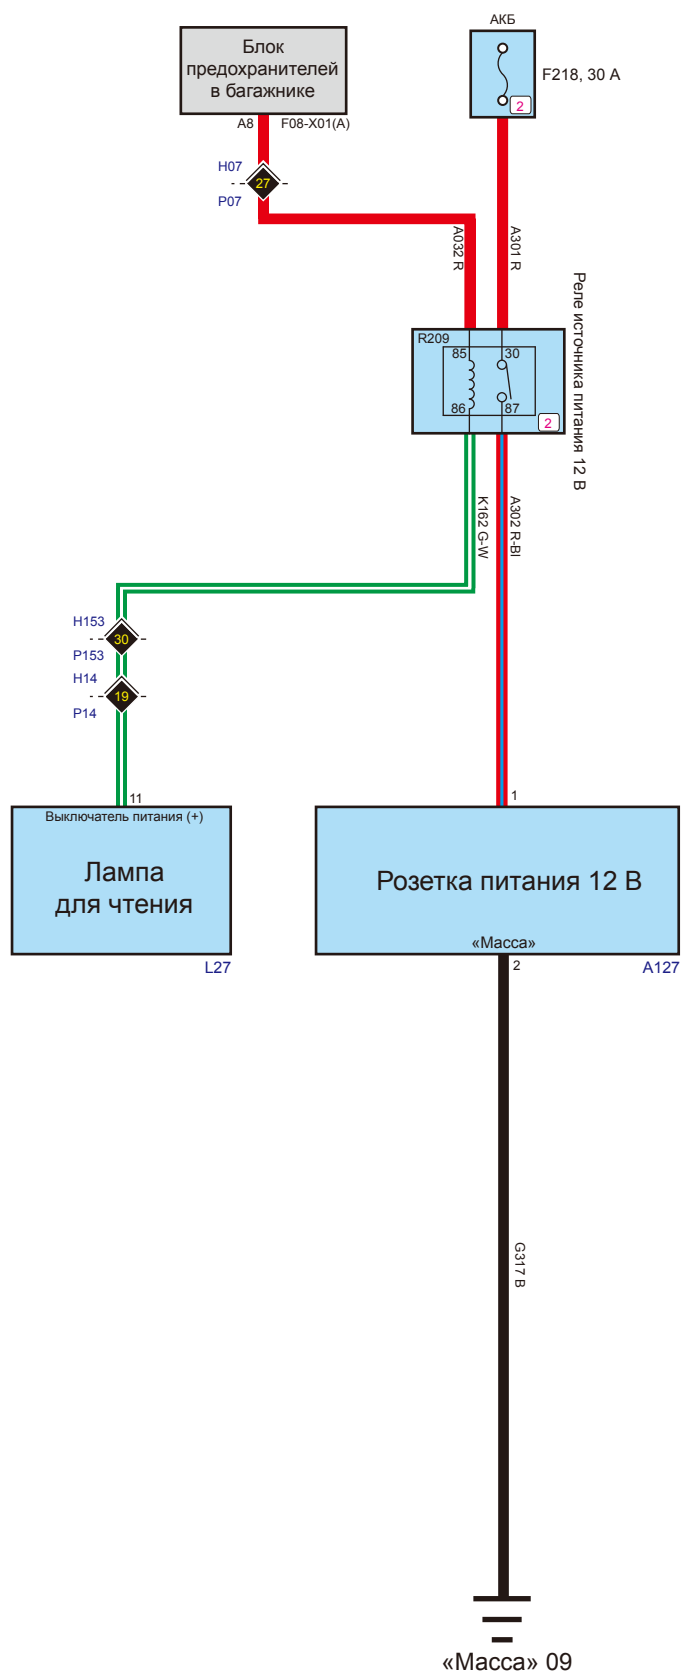 АКБ
Блок
предохранителей
в багажнике
F218, 30 А
2
A8
F08-X01(A)
H07
27
P07
A032 R
A301 R
Реле источника питания 12 В
R209
85
30
86
87
2
K162 G-W
A302 R-Bl
H153
30
P153
H14
19
P14
11
1
Выключатель питания (+)
Лампа
для чтения
Розетка питания 12 В
«Масса»
L27
2
A127
G317 B
«Масса» 09